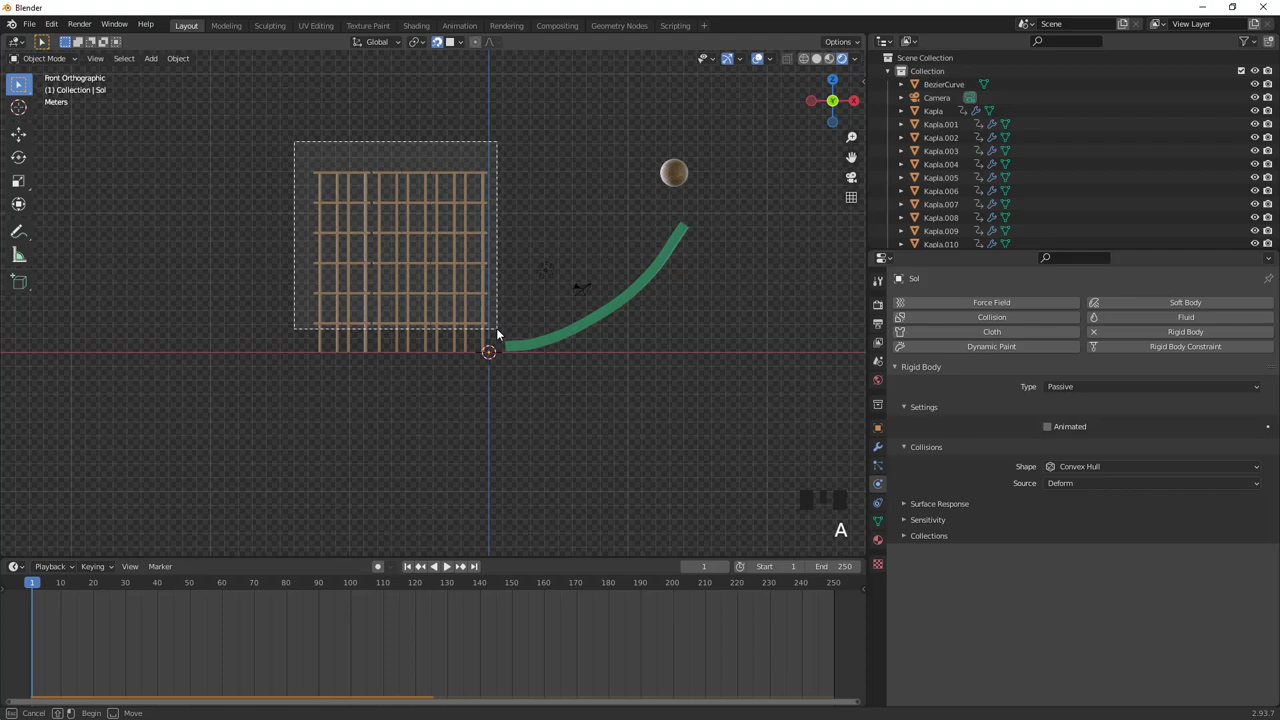 Blender
File Edit Render Window Help
Layout Modeling Sculpting UV Editing Texture Paint Shading Animation Rendering Compositing Geometry Nodes Scripting +
Scene
View Layer
Global
Options
Object Mode View Select Add Object
Front Orthographic
(1) Collection | Sol
Meters
Z
X
Y
Scene Collection
Collection
BezierCurve
Camera
Kapla
Kapla.001
Kapla.002
Kapla.003
Kapla.004
Kapla.005
Kapla.006
Kapla.007
Kapla.008
Kapla.009
Kapla.010
Sol
Force Field Soft Body
Collision Fluid
Cloth Rigid Body
Dynamic Paint Rigid Body Constraint
Rigid Body
Type Passive
Settings
Animated
Collisions
Shape Convex Hull
Source Deform
Surface Response
Sensitivity
Collections
A
Playback Keying View Marker
1 Start 1 End 250
1 10 20 30 40 50 60 70 80 90 100 110 120 130 140 150 160 170 180 190 200 210 220 230 240 250
Esc Cancel Begin Move
2.93.7